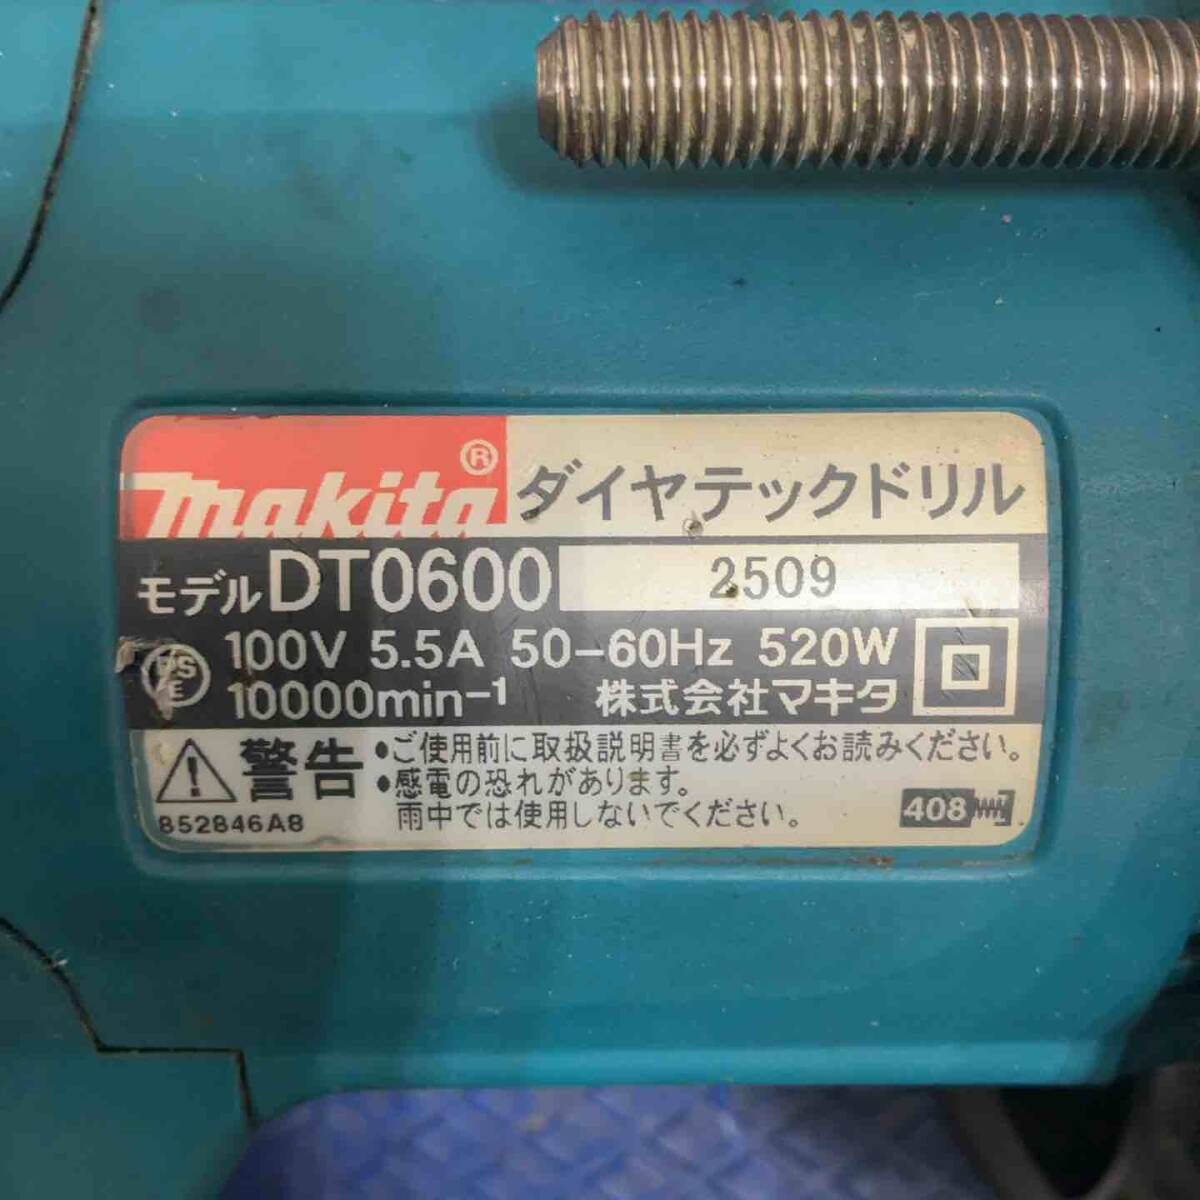 makita® ダイヤテックドリル
モデル DT0600 2509
PSE 100V 5.5A 50-60Hz 520W
10000min-1 株式会社マキタ
警告 •ご使用前に取扱説明書を必ずよくお読みください。
•感電の恐れがあります。
雨中では使用しないでください。
852846A8
408